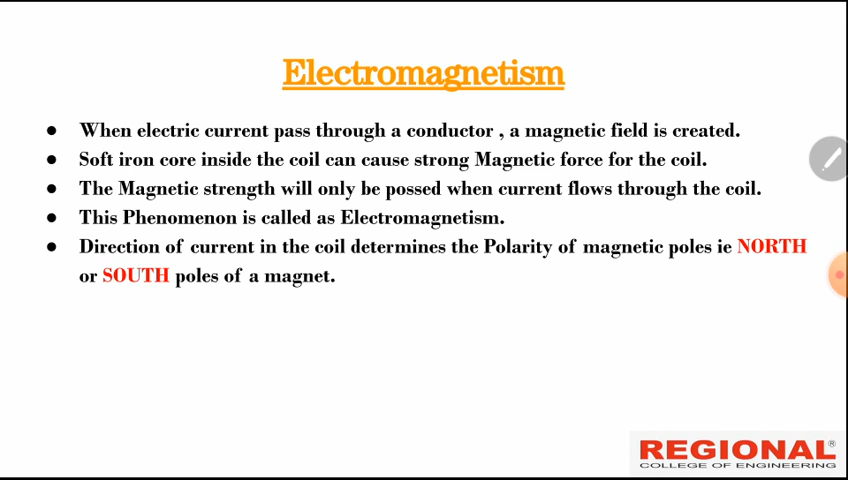 Electromagnetism
● When electric current pass through a conductor , a magnetic field is created.
● Soft iron core inside the coil can cause strong Magnetic force for the coil.
● The Magnetic strength will only be possed when current flows through the coil.
● This Phenomenon is called as Electromagnetism.
● Direction of current in the coil determines the Polarity of magnetic poles ie NORTH
or SOUTH poles of a magnet.
REGIONAL®
COLLEGE OF ENGINEERING